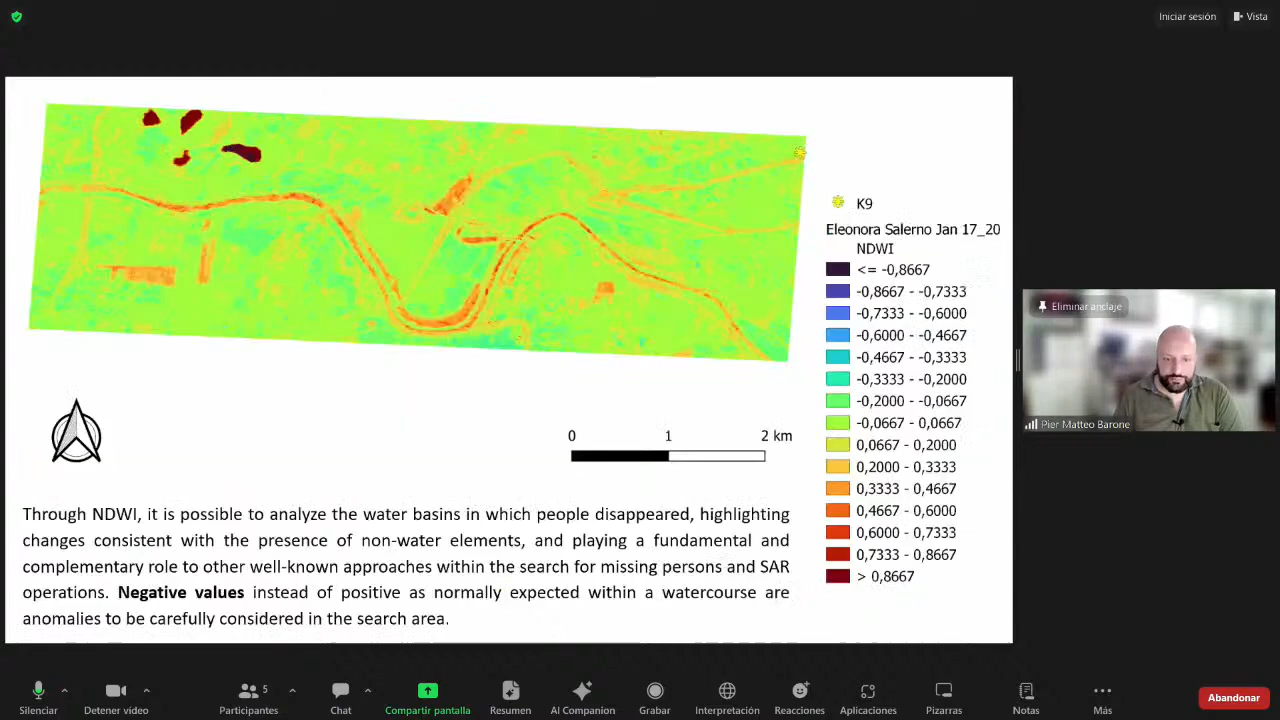 Iniciar sesión
Vista
K9
Eleonora Salerno Jan 17_20
NDWI
<= -0,8667
-0,8667 - -0,7333
-0,7333 - -0,6000
-0,6000 - -0,4667
-0,4667 - -0,3333
-0,3333 - -0,2000
-0,2000 - -0,0667
-0,0667 - 0,0667
0,0667 - 0,2000
0,2000 - 0,3333
0,3333 - 0,4667
0,4667 - 0,6000
0,6000 - 0,7333
0,7333 - 0,8667
> 0,8667
Eliminar anclaje
Pier Matteo Barone
0 1 2 km
Through NDWI, it is possible to analyze the water basins in which people disappeared, highlighting
changes consistent with the presence of non-water elements, and playing a fundamental and
complementary role to other well-known approaches within the search for missing persons and SAR
operations. Negative values instead of positive as normally expected within a watercourse are
anomalies to be carefully considered in the search area.
Silenciar
Detener vídeo
5
Participantes
Chat
Compartir pantalla
Resumen
AI Companion
Grabar
Interpretación
Reacciones
Aplicaciones
Pizarras
Notas
Más
Abandonar